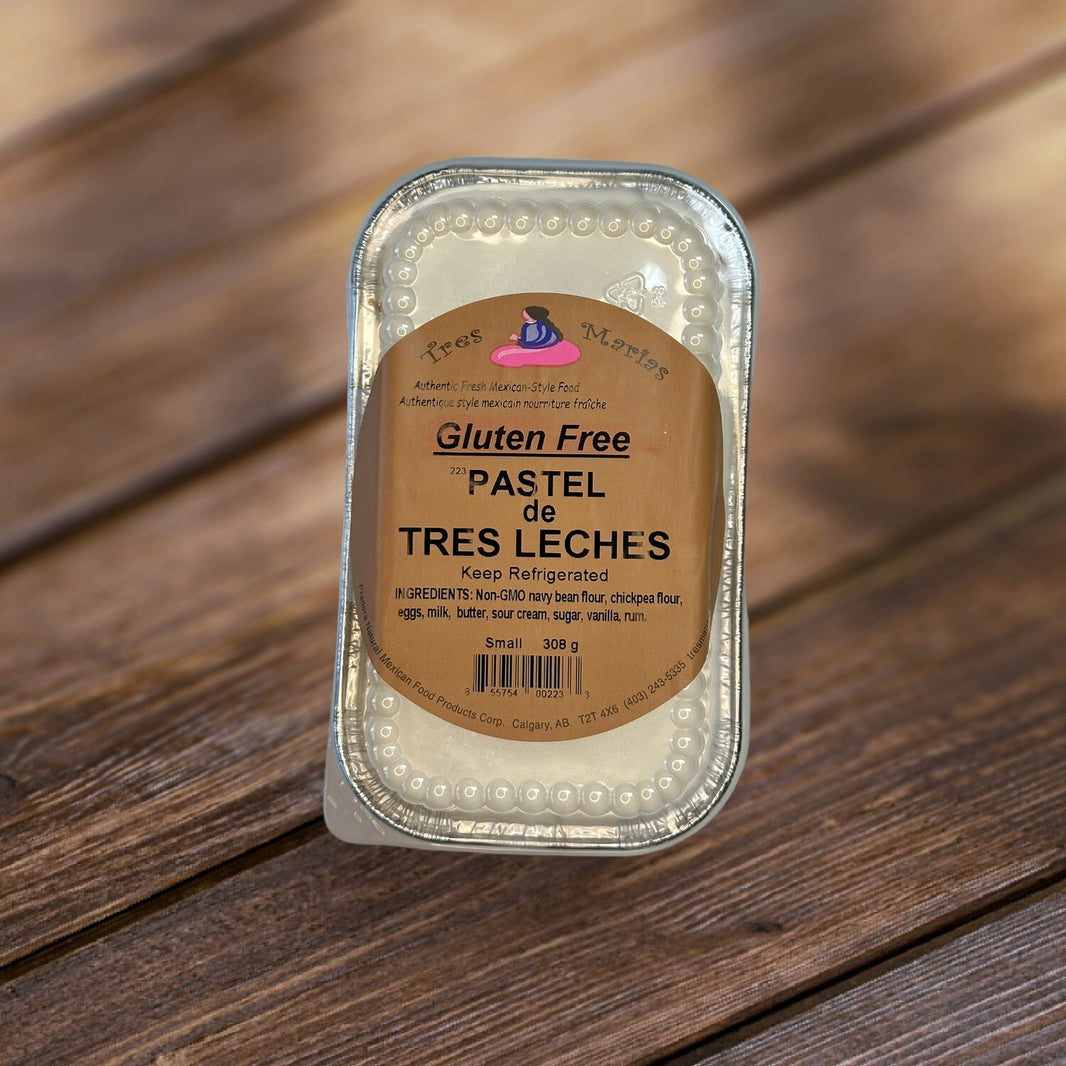 Tres Marias
Authentic Fresh Mexican-Style Food
Authentique style mexicain nourriture fraîche
Gluten Free
223 PASTEL
de
TRES LECHES
Keep Refrigerated
INGREDIENTS: Non-GMO navy bean flour, chickpea flour,
eggs, milk, butter, sour cream, sugar, vanilla, rum.
Small 308 g
8 55754 00223 3
Natural Mexican Food Products Corp. Calgary, AB. T2T 4X6 (403) 243-5335